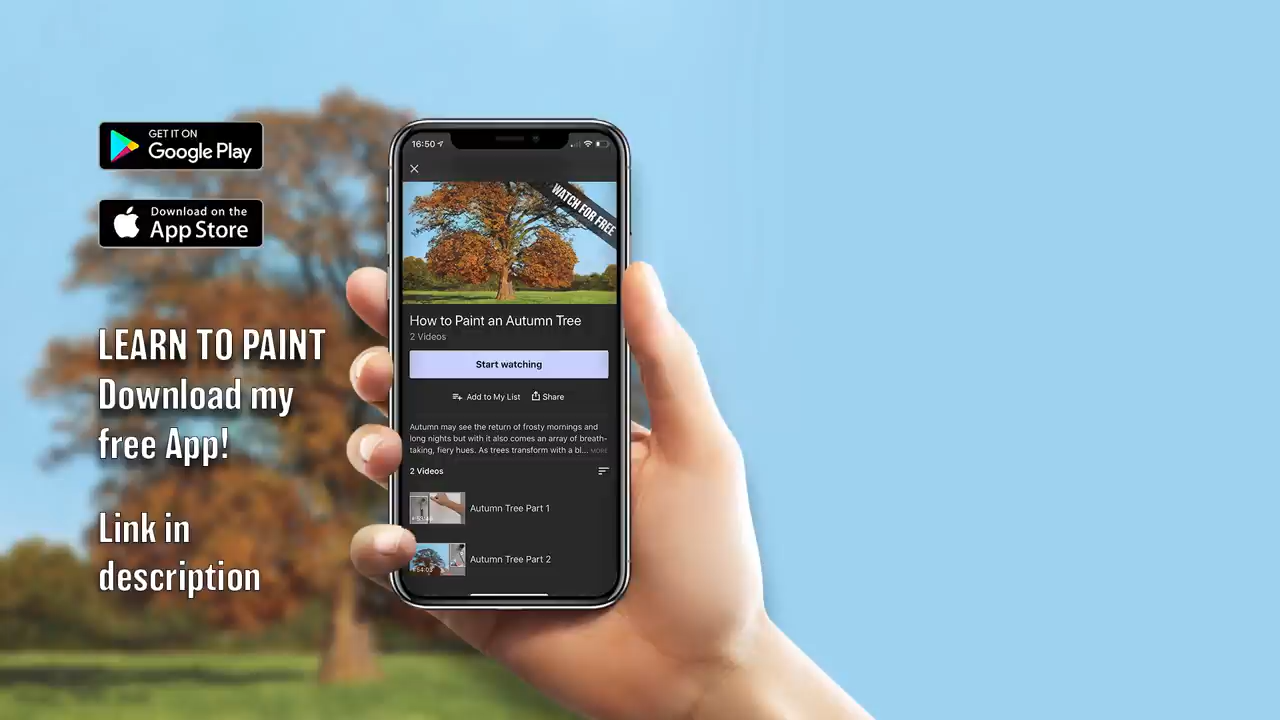 GET IT ON
Google Play
Download on the
App Store
LEARN TO PAINT
Download my
free App!
Link in
description
16:50
WATCH FOR FREE
How to Paint an Autumn Tree
2 Videos
Start watching
Add to My List
Share
Autumn may see the return of frosty mornings and
long nights but with it also comes an array of breath-
taking, fiery hues. As trees transform with a bl... MORE
2 Videos
Autumn Tree Part 1
Autumn Tree Part 2